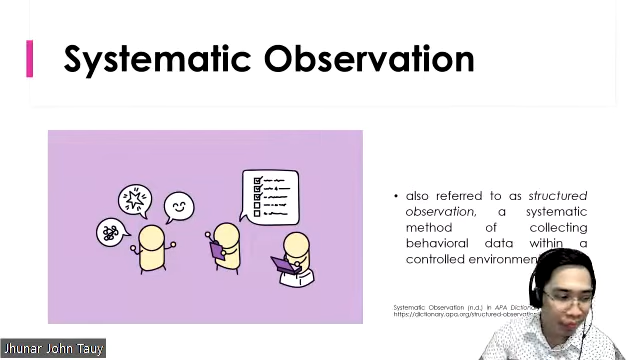 Systematic Observation
• also referred to as structured
observation, a systematic
method of collecting
behavioral data within a
controlled environment
Systematic Observation (n.d.) in APA Dictionary
https://dictionary.apa.org/structured-observation
Jhunar John Tauy